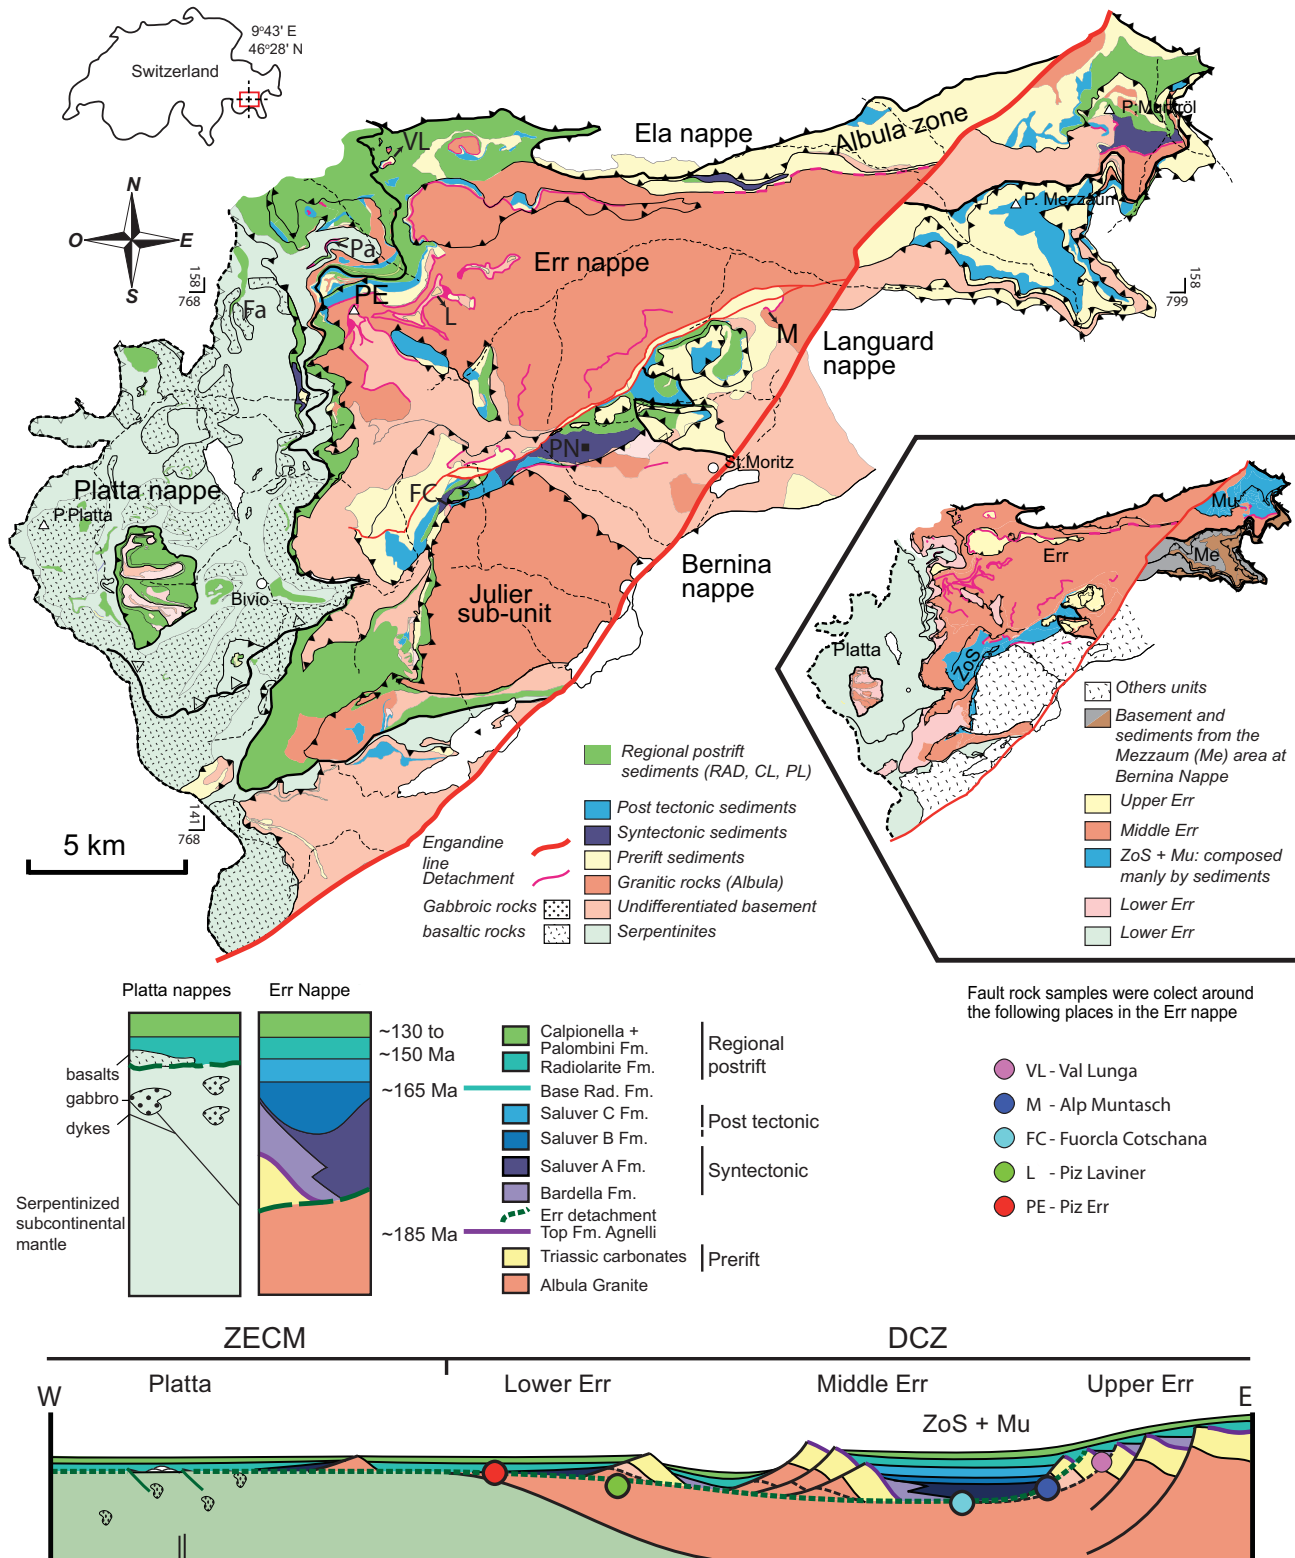 9°43' E
46°28' N
Switzerland
N
O
E
S
VL
Ela nappe
Albula zone
P. Murtiröl
P. Mezzaun
158
768
158
799
Pa
Err nappe
PE
L
Fa
M
Languard
nappe
PN
St.Moritz
FC
Platta nappe
P.Platta
Bivio
Julier
sub-unit
Bernina
nappe
141
768
5 km
Regional postrift
sediments (RAD, CL, PL)
Post tectonic sediments
Syntectonic sediments
Prerift sediments
Granitic rocks (Albula)
Undifferentiated basement
Serpentinites
Engandine
line
Detachment
Gabbroic rocks
basaltic rocks
Mu
Err
Me
Platta
ZoS
Others units
Basement and
sediments from the
Mezzaum (Me) area at
Bernina Nappe
Upper Err
Middle Err
ZoS + Mu: composed
manly by sediments
Lower Err
Lower Err
Platta nappes
Err Nappe
basalts
gabbro
dykes
Serpentinized
subcontinental
mantle
~130 to
~150 Ma
~165 Ma
~185 Ma
Calpionella +
Palombini Fm.
Radiolarite Fm.
Base Rad. Fm.
Saluver C Fm.
Saluver B Fm.
Saluver A Fm.
Bardella Fm.
Err detachment
Top Fm. Agnelli
Triassic carbonates
Albula Granite
Regional
postrift
Post tectonic
Syntectonic
Prerift
Fault rock samples were colect around
the following places in the Err nappe
VL - Val Lunga
M - Alp Muntasch
FC - Fuorcla Cotschana
L - Piz Laviner
PE - Piz Err
ZECM
DCZ
Platta
Lower Err
Middle Err
Upper Err
W
E
ZoS + Mu